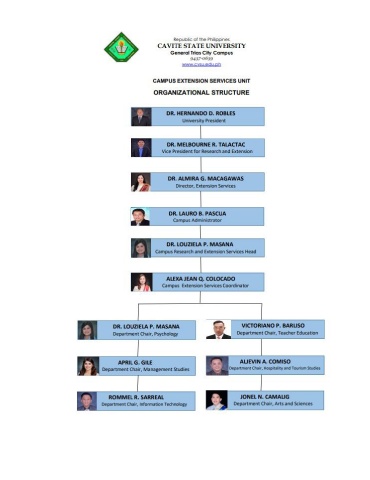 Republic of the Philippines
CAVITE STATE UNIVERSITY
General Trias City Campus
www.cvsu.edu.ph
CAMPUS EXTENSION SERVICES UNIT
ORGANIZATIONAL STRUCTURE
DR. HERNANDO D. ROBLES
University President
DR. MELBOURNE R. TALACTAC
Vice President for Research and Extension
DR. ALMIRA G. MACAGAWAS
Director, Extension Services
DR. LAURO B. PASCUA
Campus Administrator
DR. LOUZIELA P. MASANA
Campus Research and Extension Services Head
ALEXA JEAN Q. COLOCADO
Campus Extension Services Coordinator
DR. LOUZIELA P. MASANA
Department Chair, Psychology
VICTORIANO P. BARLISO
Department Chair, Teacher Education
APRIL G. GILE
Department Chair, Management Studies
ALIEVIN A. COMISO
Department Chair, Hospitality and Tourism Studies
ROMMEL R. SARREAL
Department Chair, Information Technology
JONEL N. CAMALIG
Department Chair, Arts and Sciences